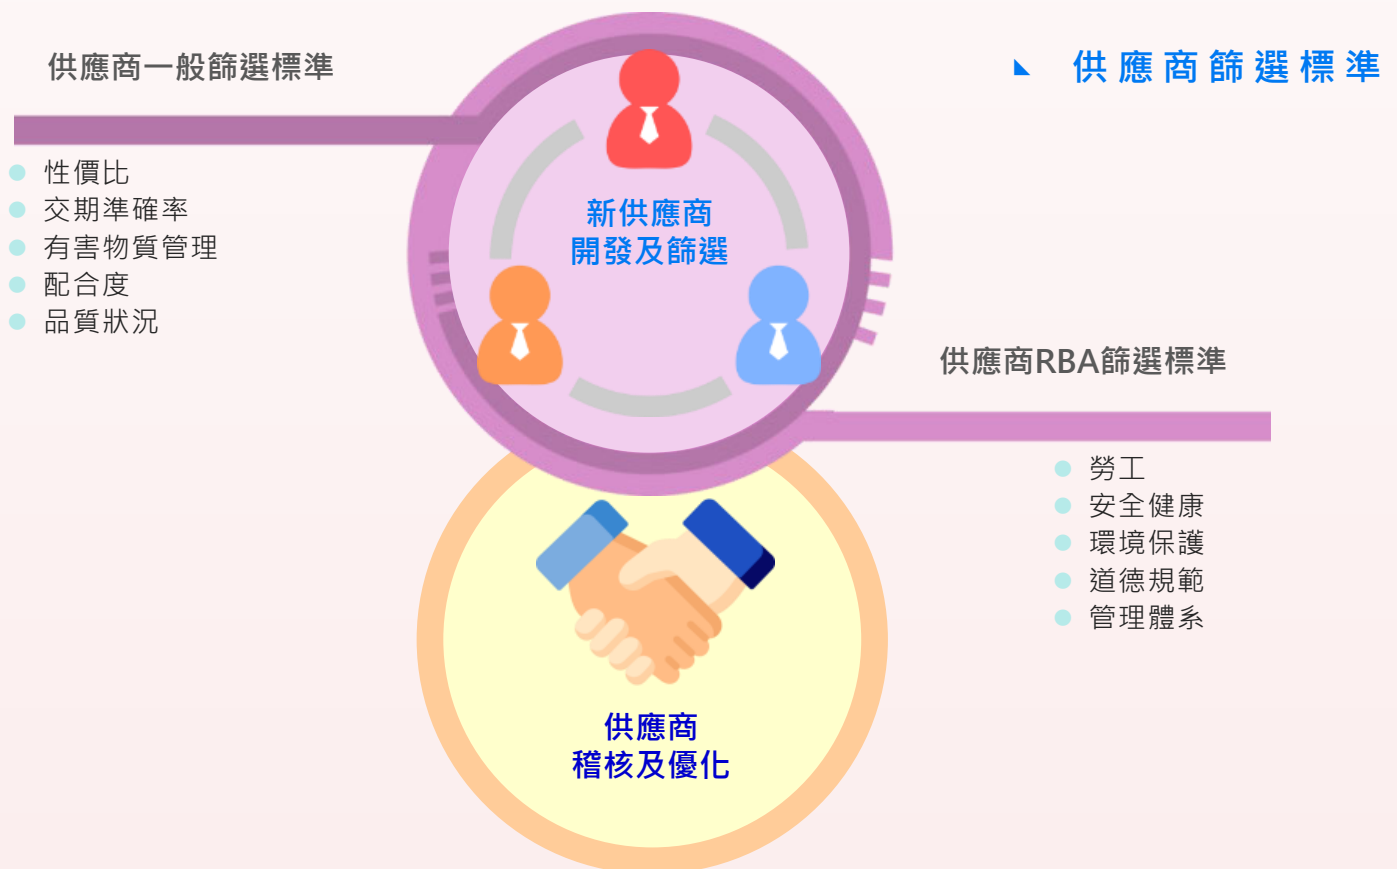 供應商篩選標準
供應商一般篩選標準
性價比
交期準確率
有害物質管理
配合度
品質狀況
新供應商
開發及篩選
供應商RBA篩選標準
勞工
安全健康
環境保護
道德規範
管理體系
供應商
稽核及優化